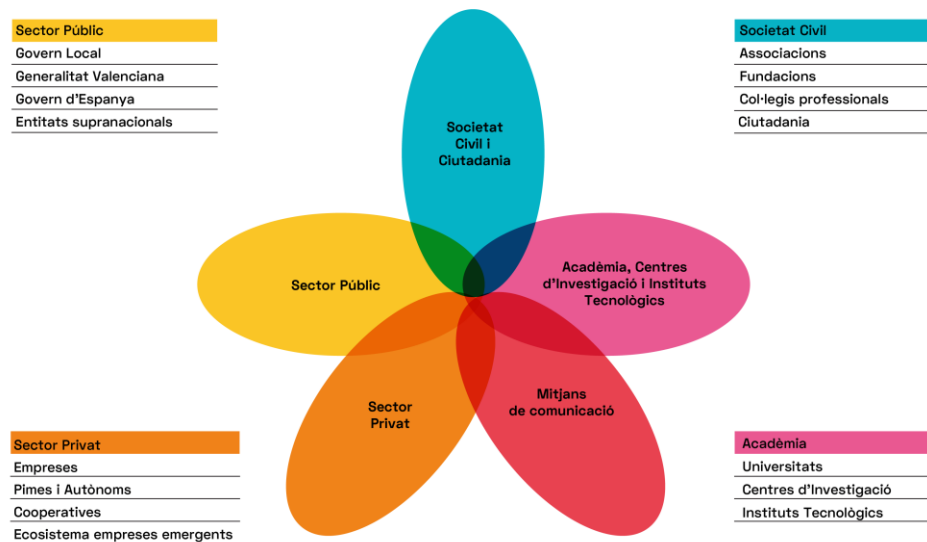 Sector Públic
Govern Local
Generalitat Valenciana
Govern d'Espanya
Entitats supranacionals
Societat Civil
Associacions
Fundacions
Col·legis professionals
Ciutadania
Societat
Civil i
Ciutadania
Sector Públic
Acadèmia, Centres
d'Investigació i Instituts
Tecnològics
Sector
Privat
Mitjans
de comunicació
Sector Privat
Empreses
Pimes i Autònoms
Cooperatives
Ecosistema empreses emergents
Acadèmia
Universitats
Centres d'Investigació
Instituts Tecnològics